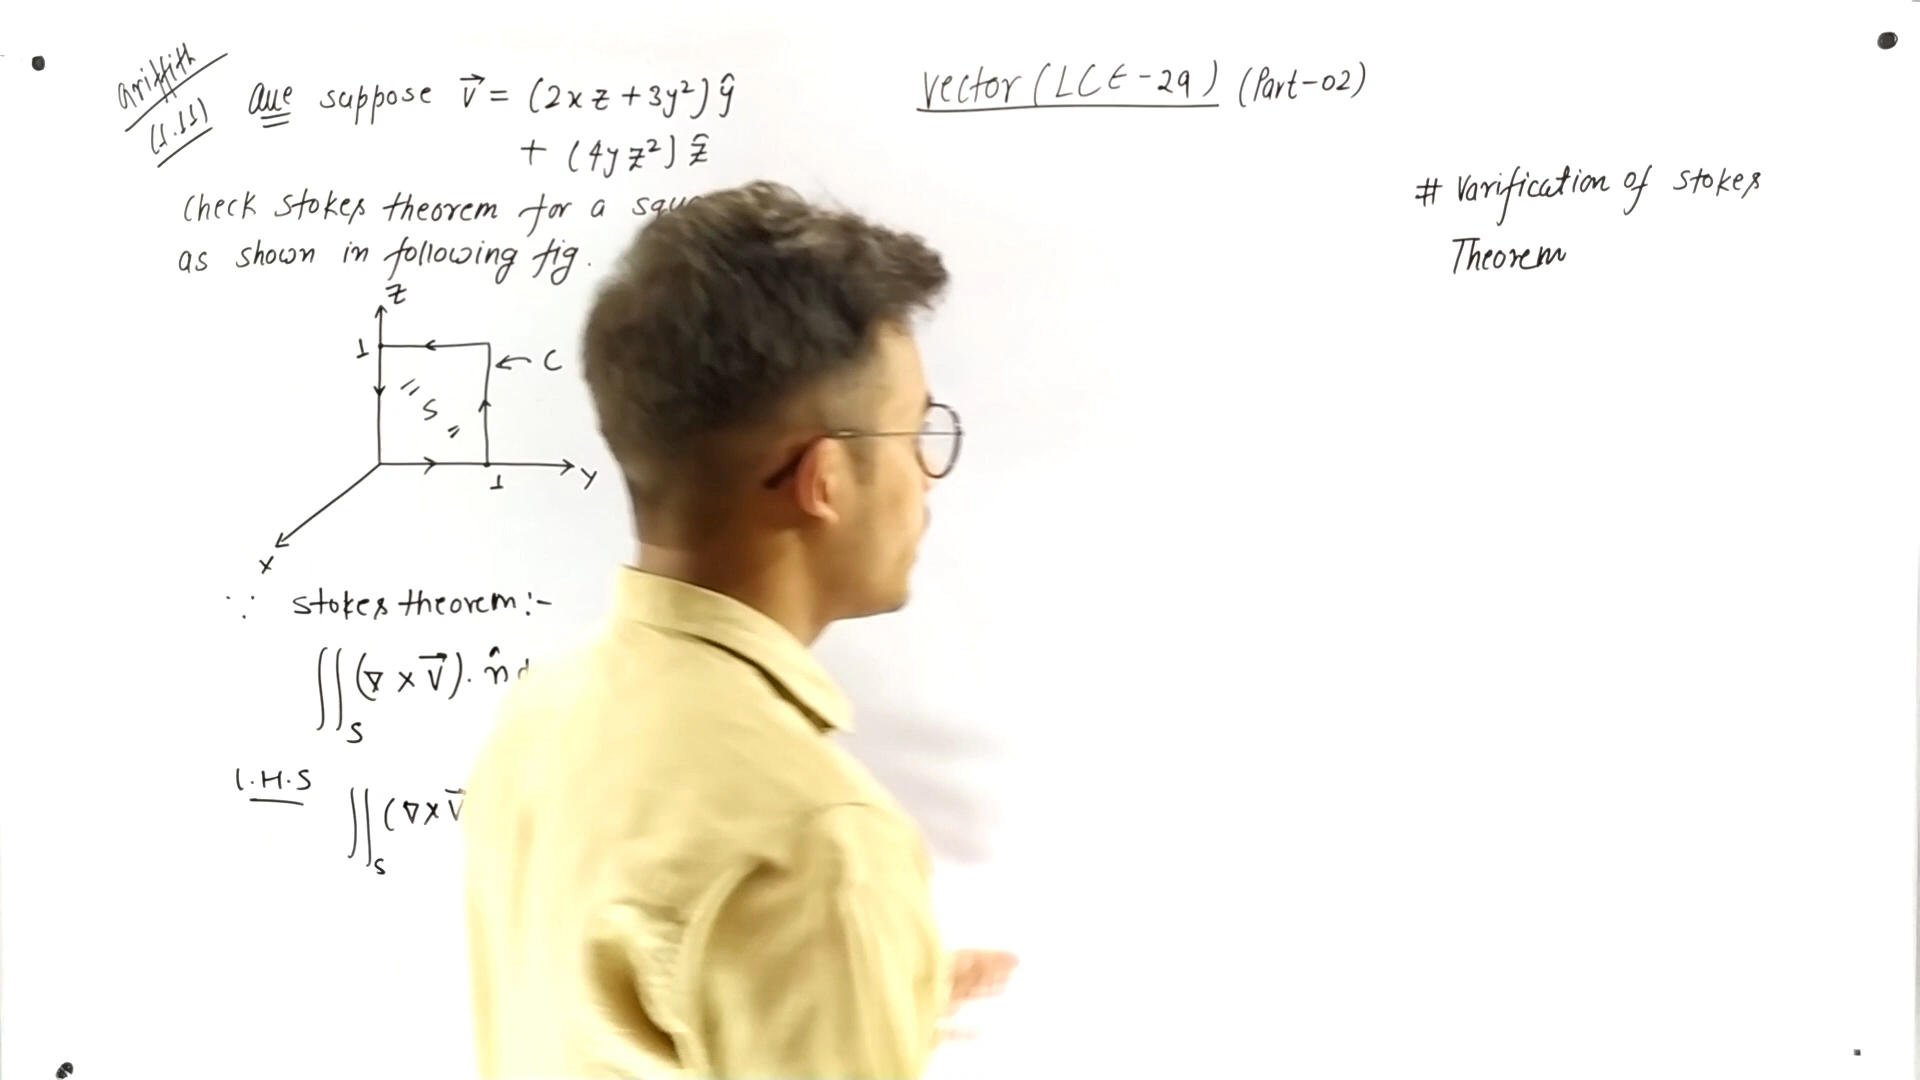 Griffith
(1.11)
Que suppose v⃗ = (2xz + 3y²) ŷ
+ (4yz²) ẑ
Check stokes theorem for a
as shown in following fig.
Z
1
C
S
1
Y
X
∵ stokes theorem:-
∬ (∇ × V⃗). n̂
S
L.H.S ∬ (∇×V⃗
S
Vector (LCE-29) (Part-02)
# Varification of stokes
Theorem